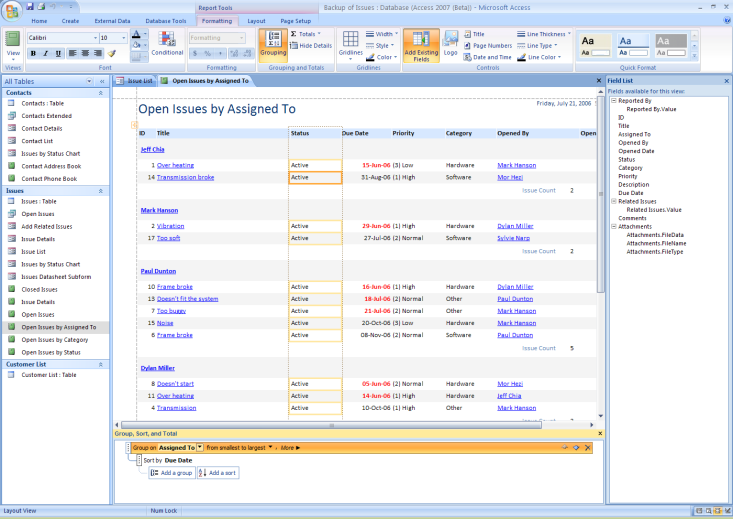 Report Tools
Backup of Issues : Database (Access 2007 (Beta)) - Microsoft Access
Home Create External Data Database Tools Formatting Layout Page Setup
View
Views
Calibri 10
B I U
Font
Conditional
Formatting
$ % ,
Formatting
Grouping
Σ Totals
Hide Details
Grouping and Totals
Gridlines
Width
Style
Color
Gridlines
Add Existing Fields
Logo
Title
Page Numbers
Date and Time
Line Thickness
Line Type
Line Color
Controls
Aa Aa Aa
Aa Aa Aa
Quick Format
All Tables
Contacts
Contacts : Table
Contacts Extended
Contact Details
Contact List
Issues by Status Chart
Contact Address Book
Contact Phone Book
Issues
Issues : Table
Open Issues
Add Related Issues
Issue Details
Issue List
Issues by Status Chart
Issues Datasheet Subform
Closed Issues
Issue Details
Open Issues
Open Issues by Assigned To
Open Issues by Category
Open Issues by Status
Customer List
Customer List : Table
Issue List Open Issues by Assigned To
Open Issues by Assigned To
Friday, July 21, 2006
ID Title Status Due Date Priority Category Opened By Open
Jeff Chia
1 Over heating Active 15-Jun-06 (3) Low Hardware Mark Hanson
14 Transmission broke Active 31-Aug-06 (1) High Software Mor Hezi
Issue Count 2
Mark Hanson
2 Vibration Active 29-Jun-06 (1) High Hardware Dylan Miller
17 Too soft Active 27-Jul-06 (2) Normal Software Sylvie Narp
Issue Count 2
Paul Dunton
10 Frame broke Active 16-Jun-06 (1) High Hardware Dylan Miller
13 Doesn't fit the system Active 18-Jul-06 (2) Normal Other Paul Dunton
7 Too buggy Active 21-Jul-06 (2) Normal Other Mark Hanson
15 Noise Active 20-Oct-06 (3) Low Hardware Mark Hanson
6 Frame broke Active 08-Nov-06 (2) Normal Software Paul Dunton
Issue Count 5
Dylan Miller
8 Doesn't start Active 05-Jun-06 (2) Normal Hardware Mor Hezi
11 Over heating Active 14-Jun-06 (1) High Hardware Jeff Chia
4 Transmission Active 10-Oct-06 (1) High Other Mark Hanson
Group, Sort, and Total
Group on Assigned To from smallest to largest , More
Sort by Due Date
Add a group Add a sort
Field List
Fields available for this view:
Reported By
Reported By.Value
ID
Title
Assigned To
Opened By
Opened Date
Status
Category
Priority
Description
Due Date
Related Issues
Related Issues.Value
Comments
Attachments
Attachments.FileData
Attachments.FileName
Attachments.FileType
Layout View Num Lock